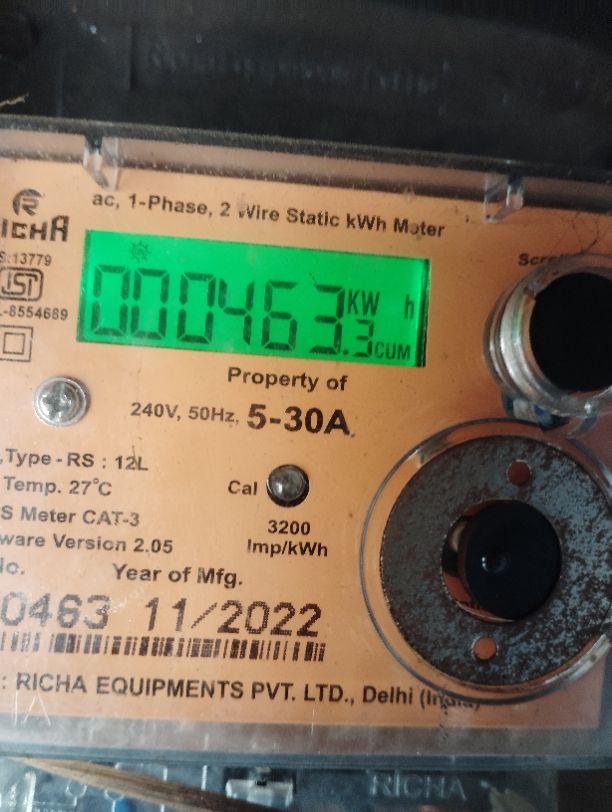 ac, 1-Phase, 2 Wire Static kWh Meter
RICHA
S:13779
ISI
L-8554689
000463.3 KW h
CUM
Property of
240V, 50Hz, 5-30A
Type - RS : 12L
Temp. 27°C
S Meter CAT-3
ware Version 2.05
Cal
3200
Imp/kWh
No.
Year of Mfg.
0463 11/2022
: RICHA EQUIPMENTS PVT. LTD., Delhi (India)
RICHA